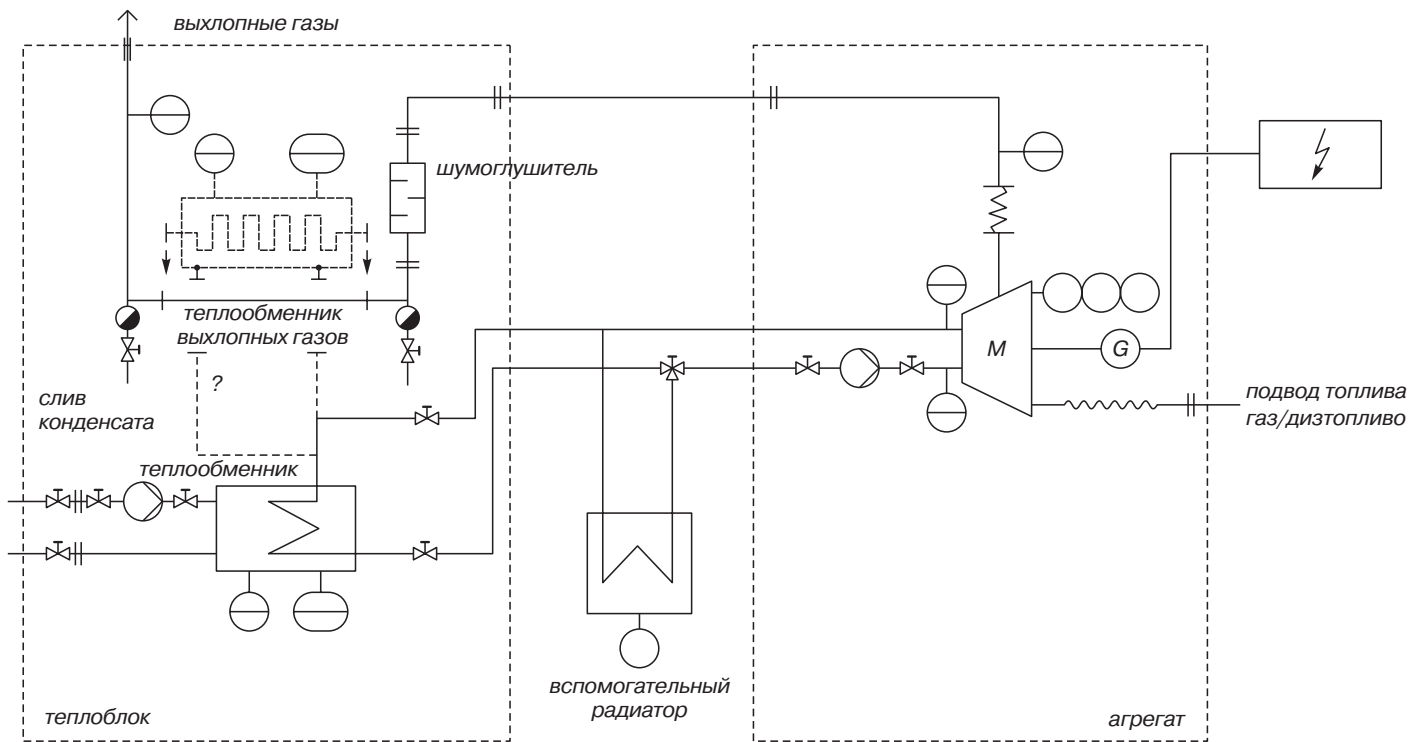 выхлопные газы
шумоглушитель
теплообменник
выхлопных газов
M
G
?
слив
конденсата
подвод топлива
газ/дизтопливо
теплообменник
вспомогательный
радиатор
теплоблок
агрегат